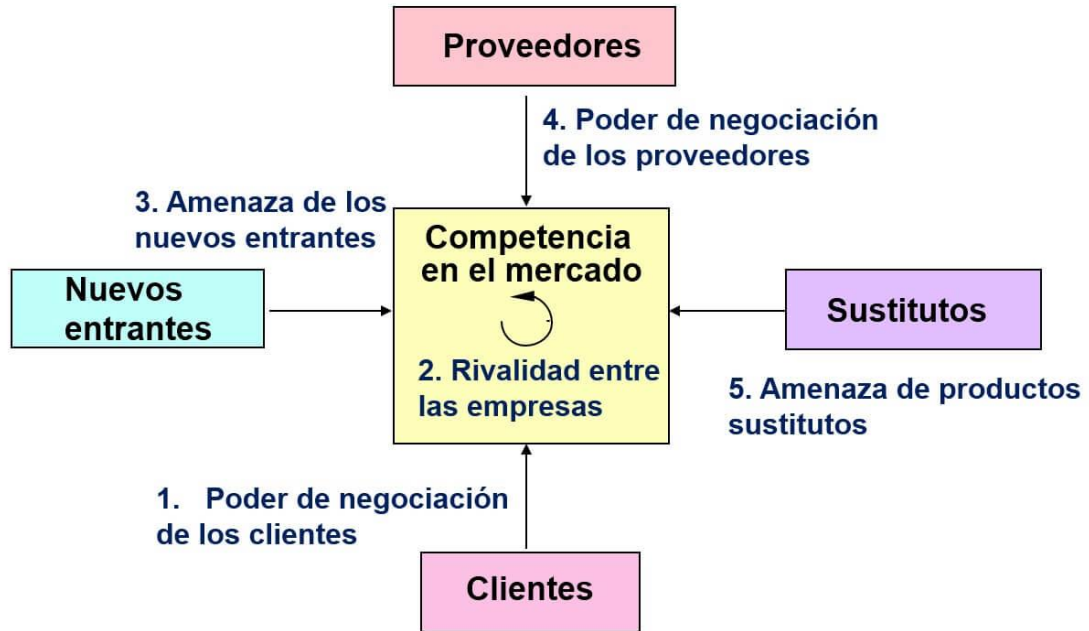 Proveedores
4. Poder de negociación
de los proveedores
3. Amenaza de los
nuevos entrantes
Competencia
en el mercado
Nuevos
entrantes
Sustitutos
2. Rivalidad entre
las empresas
5. Amenaza de productos
sustitutos
1. Poder de negociación
de los clientes
Clientes